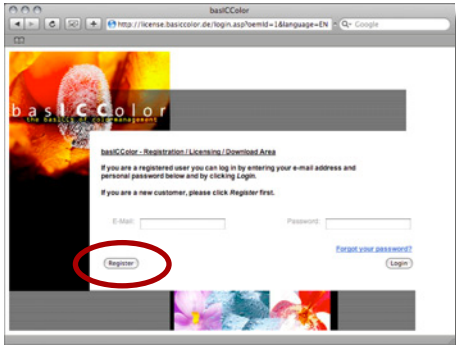 basICColor
http://license.basiccolor.de/login.asp?oemId=1&language=EN
Google
basICColor
the basICCs of colormanagement
basICColor - Registration / Licensing / Download Area
If you are a registered user you can log in by entering your e-mail address and
personal password below and by clicking Login.
If you are a new customer, please click Register first.
E-Mail:
Password:
Forgot your password?
Register
Login